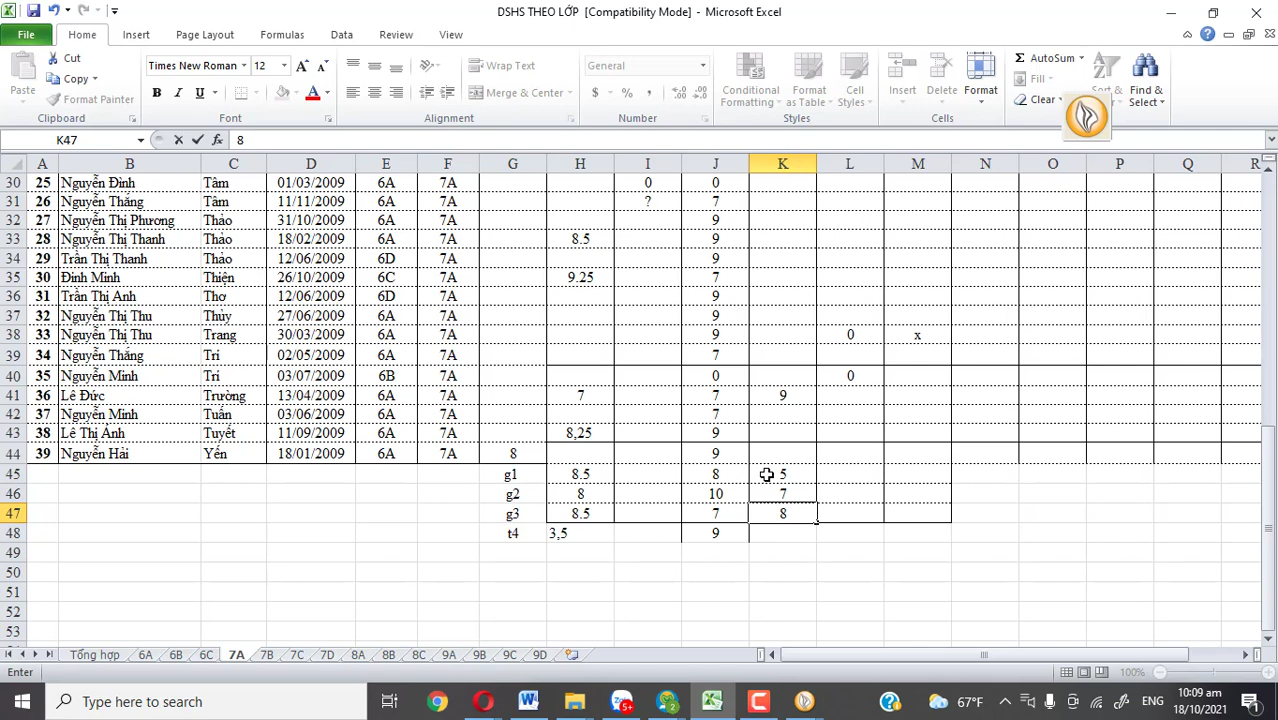 DSHS THEO LỚP  [Compatibility Mode] - Microsoft Excel
File Home Insert Page Layout Formulas Data Review View
Cut
Copy
Format Painter
Paste
Clipboard
Times New Roman 12
B I U
Font
Wrap Text
Merge & Center
Alignment
General
$ % ,
Number
Conditional Formatting
Format as Table
Cell Styles
Styles
Insert Delete Format
Cells
AutoSum
Fill
Clear
Sort &
Find & Select
K47 fx 8
A B C D E F G H I J K L M N O P Q R
30 25 Nguyễn Đình Tâm 01/03/2009 6A 7A 0 0
31 26 Nguyễn Thắng Tâm 11/11/2009 6A 7A ? 7
32 27 Nguyễn Thị Phương Thảo 31/10/2009 6A 7A 9
33 28 Nguyễn Thị Thanh Thảo 18/02/2009 6A 7A 8.5 9
34 29 Trần Thị Thanh Thảo 12/06/2009 6D 7A 9
35 30 Đinh Minh Thiện 26/10/2009 6C 7A 9.25 7
36 31 Trần Thị Anh Thơ 12/06/2009 6D 7A 9
37 32 Nguyễn Thị Thu Thủy 27/06/2009 6A 7A 9
38 33 Nguyễn Thị Thu Trang 30/03/2009 6A 7A 9 0 x
39 34 Nguyễn Thắng Trí 02/05/2009 6A 7A 7
40 35 Nguyễn Minh Trí 03/07/2009 6B 7A 0 0
41 36 Lê Đức Trường 13/04/2009 6A 7A 7 7 9
42 37 Nguyễn Minh Tuấn 03/06/2009 6A 7A 7
43 38 Lê Thị Ánh Tuyết 11/09/2009 6A 7A 8,25 9
44 39 Nguyễn Hải Yến 18/01/2009 6A 7A 8 9
45 g1 8.5 8 5
46 g2 8 10 7
47 g3 8.5 7 8
48 t4 3,5 9
49
50
51
52
53
Tổng hợp 6A 6B 6C 7A 7B 7C 7D 8A 8B 8C 9A 9B 9C 9D
Enter 100%
Type here to search 67°F ENG 10:09 am
18/10/2021